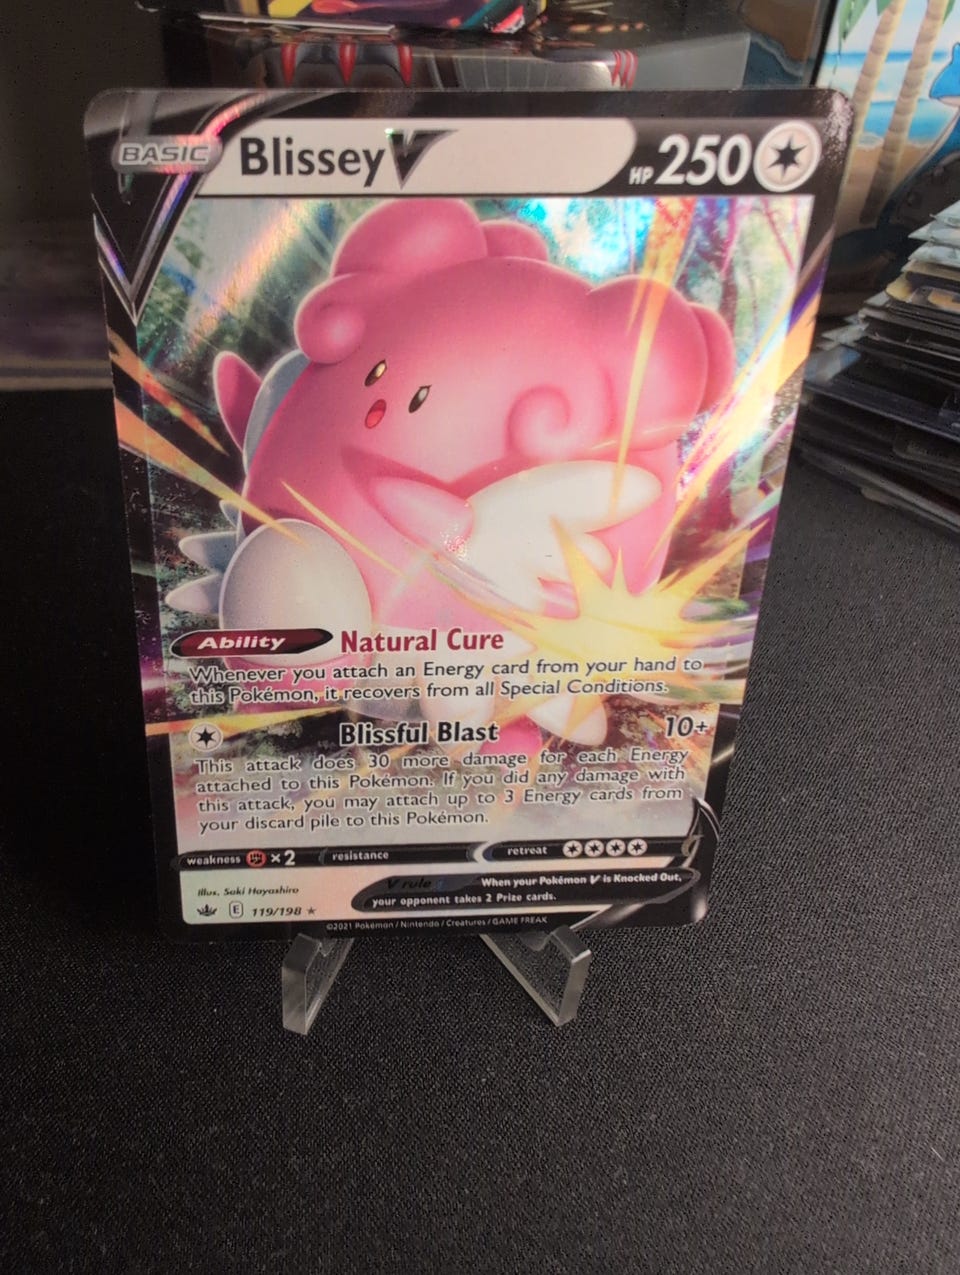 BASIC Blissey V HP 250
Ability Natural Cure
Whenever you attach an Energy card from your hand to
this Pokémon, it recovers from all Special Conditions.
Blissful Blast 10+
This attack does 30 more damage for each Energy
attached to this Pokémon. If you did any damage with
this attack, you may attach up to 3 Energy cards from
your discard pile to this Pokémon.
weakness ×2 resistance retreat
Illus. Saki Hayashiro
V rule When your Pokémon V is Knocked Out,
your opponent takes 2 Prize cards.
E 119/198 ★
©2021 Pokémon / Nintendo / Creatures / GAME FREAK